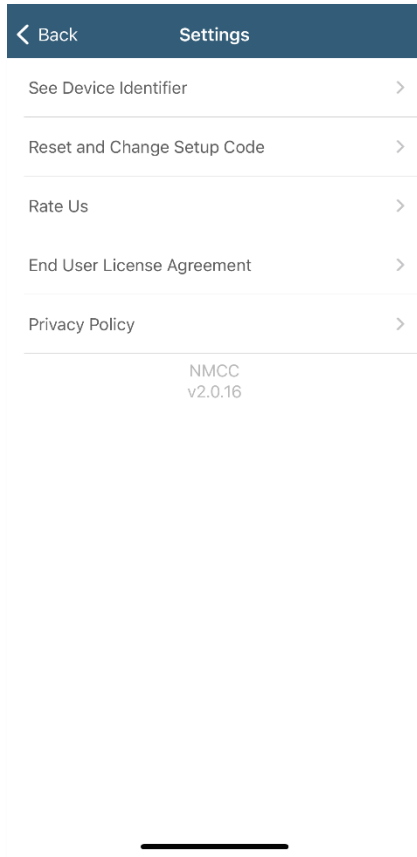 Back Settings
See Device Identifier
Reset and Change Setup Code
Rate Us
End User License Agreement
Privacy Policy
NMCC
v2.0.16